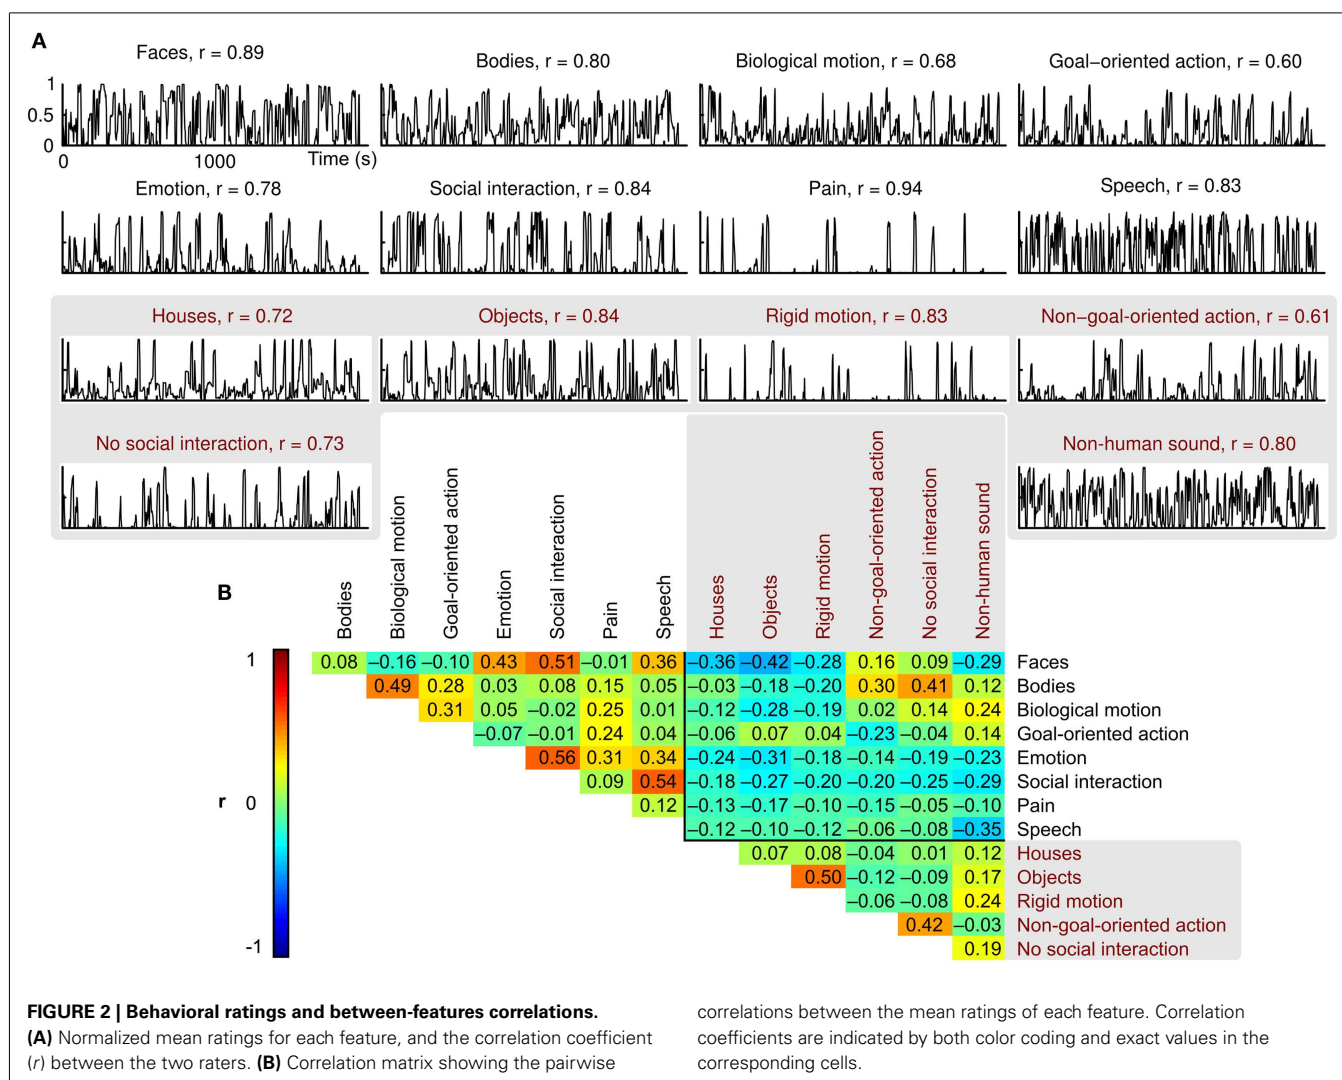 A
Faces, r = 0.89
Bodies, r = 0.80
Biological motion, r = 0.68
Goal–oriented action, r = 0.60
1
0.5
0
0
1000
Time (s)
Emotion, r = 0.78
Social interaction, r = 0.84
Pain, r = 0.94
Speech, r = 0.83
Houses, r = 0.72
Objects, r = 0.84
Rigid motion, r = 0.83
Non–goal-oriented action, r = 0.61
No social interaction, r = 0.73
Non-human sound, r = 0.80
B
Bodies
Biological motion
Goal-oriented action
Emotion
Social interaction
Pain
Speech
Houses
Objects
Rigid motion
Non-goal-oriented action
No social interaction
Non-human sound
1
r
0
-1
0.08 –0.16 –0.10 0.43 0.51 –0.01 0.36 –0.36 –0.42 –0.28 0.16 0.09 –0.29 Faces
0.49 0.28 0.03 0.08 0.15 0.05 –0.03 –0.18 –0.20 0.30 0.41 0.12 Bodies
0.31 0.05 –0.02 0.25 0.01 –0.12 –0.28 –0.19 0.02 0.14 0.24 Biological motion
–0.07 –0.01 0.24 0.04 –0.06 0.07 0.04 –0.23 –0.04 0.14 Goal-oriented action
0.56 0.31 0.34 –0.24 –0.31 –0.18 –0.14 –0.19 –0.23 Emotion
0.09 0.54 –0.18 –0.27 –0.20 –0.20 –0.25 –0.29 Social interaction
0.12 –0.13 –0.17 –0.10 –0.15 –0.05 –0.10 Pain
–0.12 –0.10 –0.12 –0.06 –0.08 –0.35 Speech
0.07 0.08 –0.04 0.01 0.12 Houses
0.50 –0.12 –0.09 0.17 Objects
–0.06 –0.08 0.24 Rigid motion
0.42 –0.03 Non-goal-oriented action
0.19 No social interaction
FIGURE 2 | Behavioral ratings and between-features correlations.
(A) Normalized mean ratings for each feature, and the correlation coefficient
(r) between the two raters. (B) Correlation matrix showing the pairwise
correlations between the mean ratings of each feature. Correlation
coefficients are indicated by both color coding and exact values in the
corresponding cells.